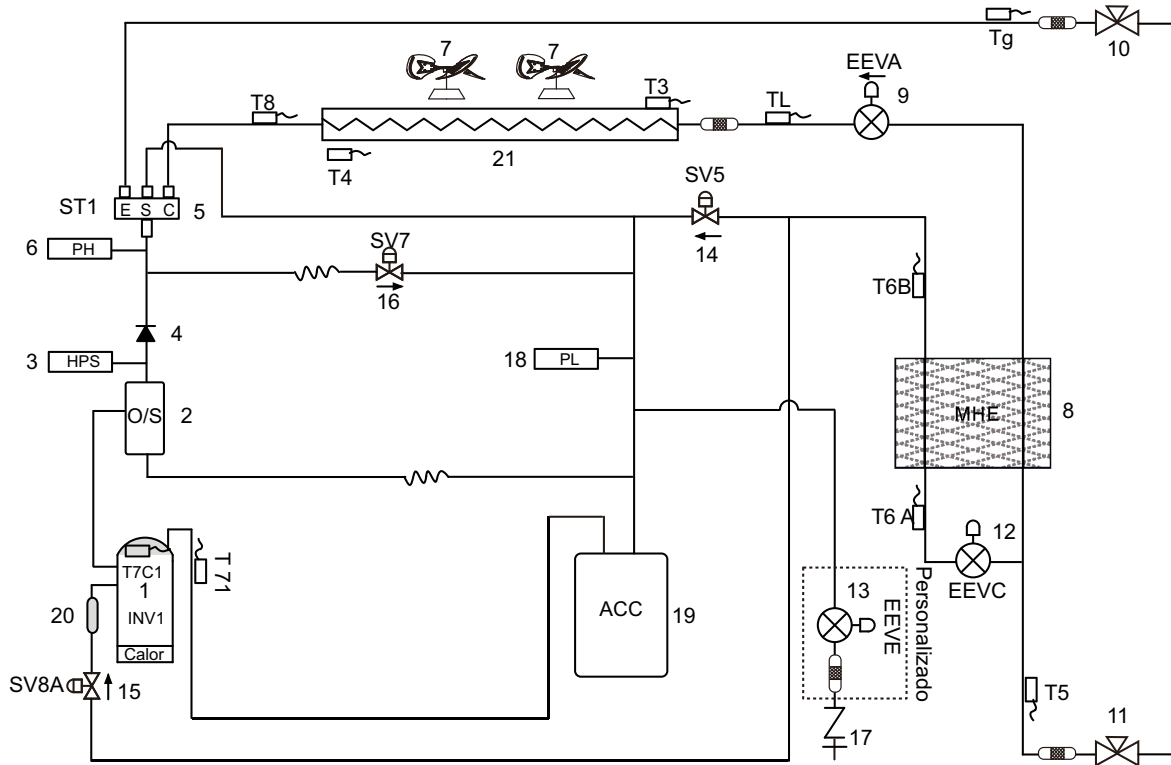 Tg
10
7
7
EEVA
9
T8
T3
TL
21
T4
SV5
ST1
E S C
5
14
6
PH
SV7
16
T6B
4
3
HPS
18
PL
O/S
2
MHE
8
T6 A
12
EEVC
T 71
T7C1
1
INV1
Calor
20
ACC
19
13
EEVE
Personalizado
SV8A
15
17
T5
11